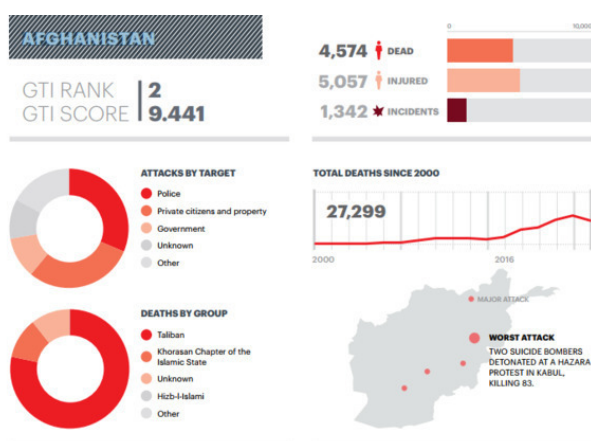 AFGHANISTAN
GTI RANK 2
GTI SCORE 9.441
0 10,000
4,574 DEAD
5,057 INJURED
1,342 INCIDENTS
ATTACKS BY TARGET
Police
Private citizens and property
Government
Unknown
Other
TOTAL DEATHS SINCE 2000
27,299
2000 2016
DEATHS BY GROUP
Taliban
Khorasan Chapter of the
Islamic State
Unknown
Hizb-I-Islami
Other
MAJOR ATTACK
WORST ATTACK
TWO SUICIDE BOMBERS
DETONATED AT A HAZARA
PROTEST IN KABUL,
KILLING 83.